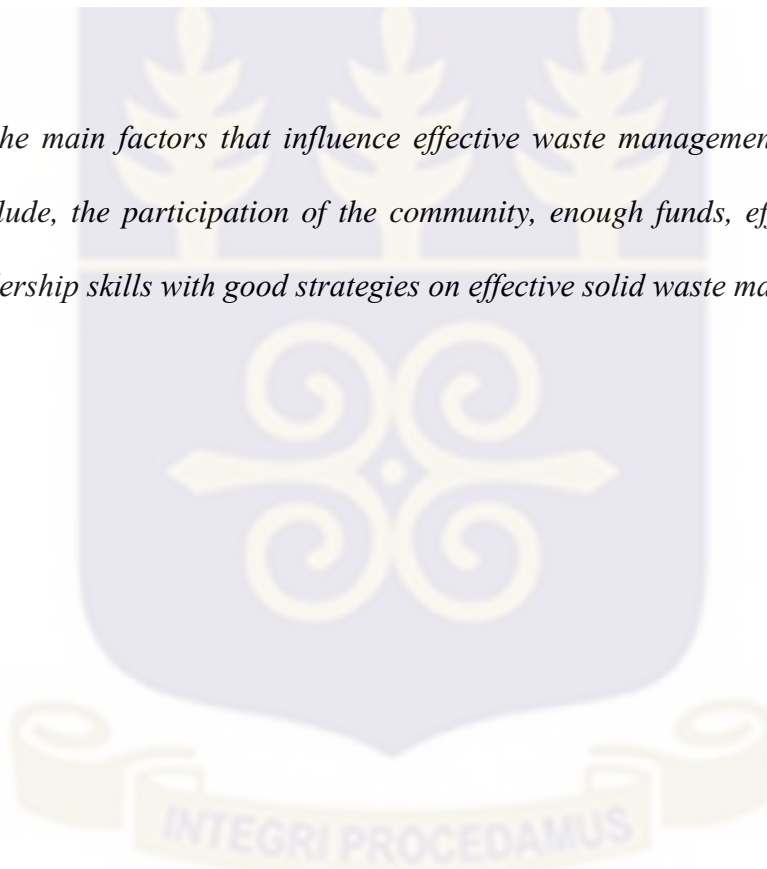 he main factors that influence effective waste managemen
lude, the participation of the community, enough funds, eff
lership skills with good strategies on effective solid waste ma
INTEGRI PROCEDAMUS